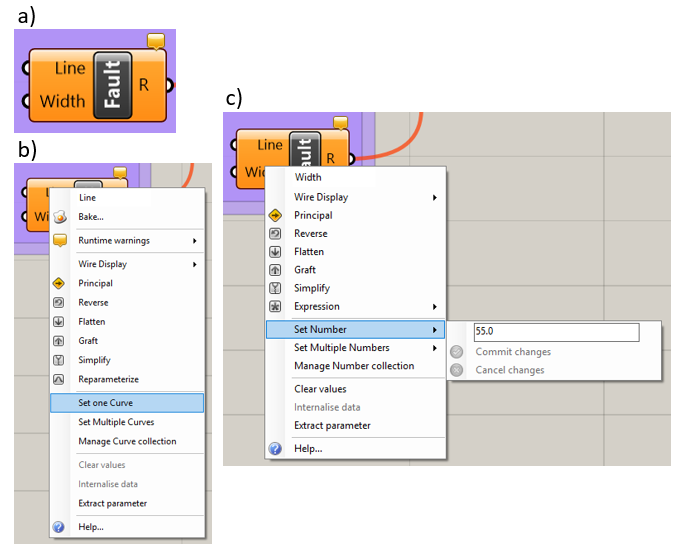 a)
Line
Width
Fault
R
b)
L
Wi
Line
Bake...
Runtime warnings
Wire Display
Principal
Reverse
Flatten
Graft
Simplify
Reparameterize
Set one Curve
Set Multiple Curves
Manage Curve collection
Clear values
Internalise data
Extract parameter
Help...
c)
Line
Wid
ult
R
Width
Wire Display
Principal
Reverse
Flatten
Graft
Simplify
Expression
Set Number
Set Multiple Numbers
Manage Number collection
Clear values
Internalise data
Extract parameter
Help...
55.0
Commit changes
Cancel changes